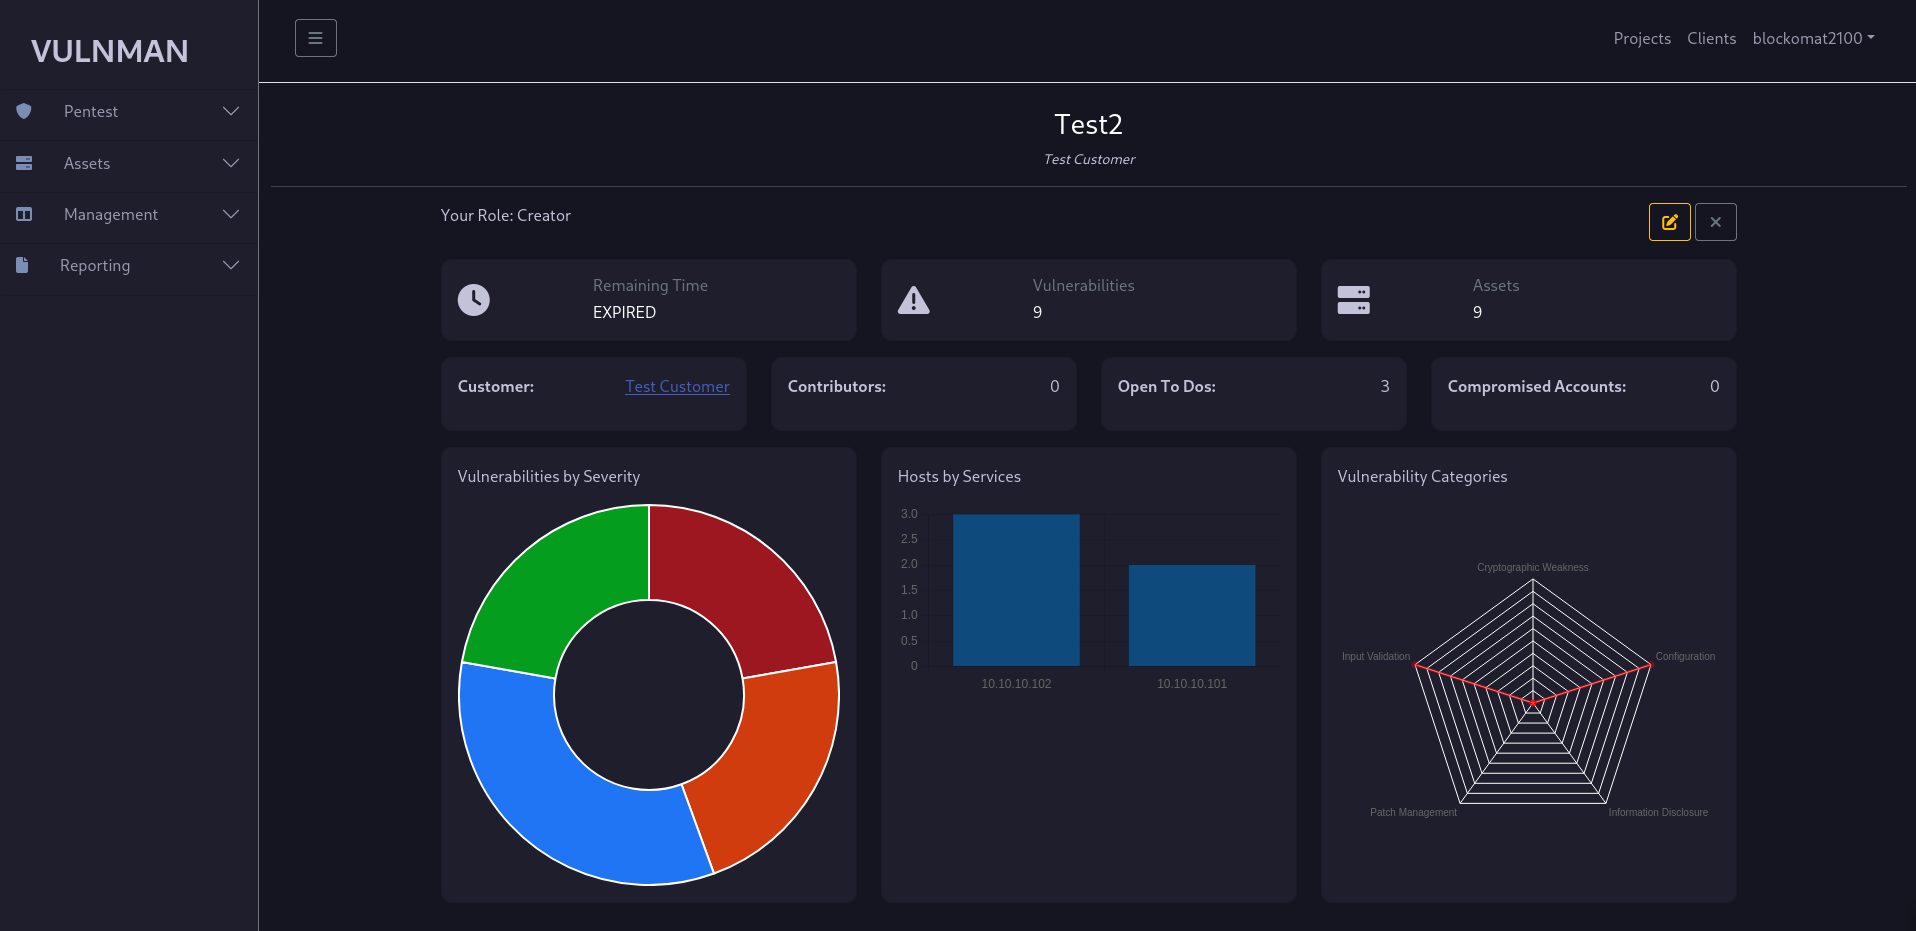 VULNMAN
Pentest
Assets
Management
Reporting
Projects Clients blockomat2100
Test2
Test Customer
Your Role: Creator
Remaining Time
EXPIRED
Vulnerabilities
9
Assets
9
Customer: Test Customer
Contributors: 0
Open To Dos: 3
Compromised Accounts: 0
Vulnerabilities by Severity
Hosts by Services
3.0
2.5
2.0
1.5
1.0
0.5
0
10.10.10.102 10.10.10.101
Vulnerability Categories
Cryptographic Weakness
Input Validation Configuration
Patch Management Information Disclosure